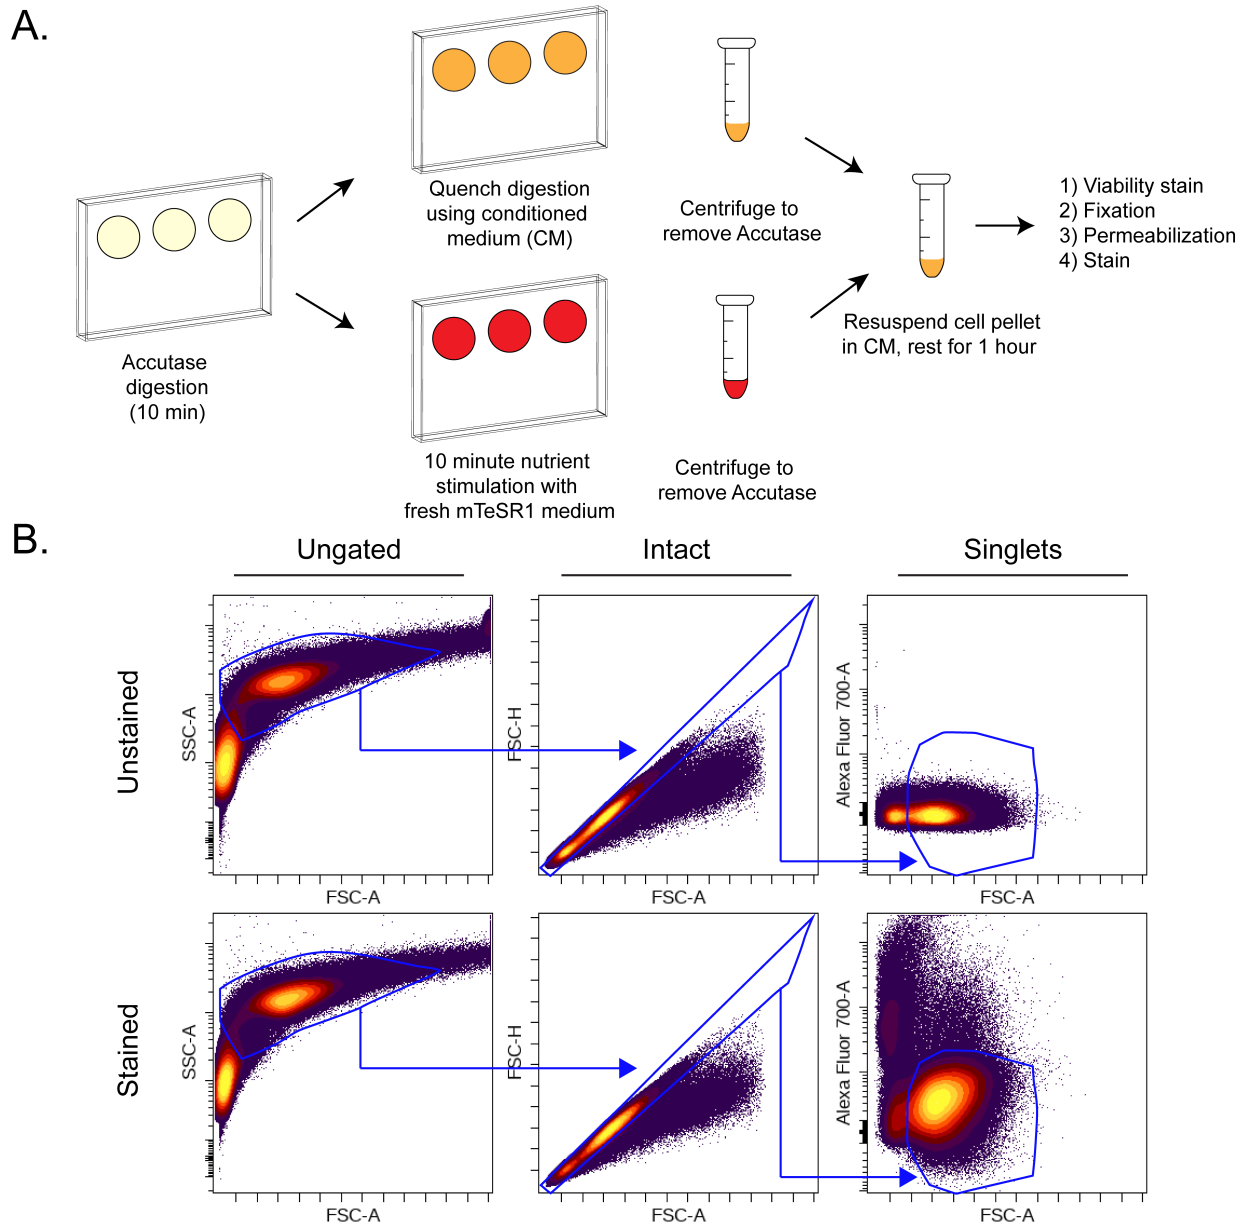 A.
Accutase
digestion
(10 min)
Quench digestion
using conditioned
medium (CM)
10 minute nutrient
stimulation with
fresh mTeSR1 medium
Centrifuge to
remove Accutase
Centrifuge to
remove Accutase
Resuspend cell pellet
in CM, rest for 1 hour
1) Viability stain
2) Fixation
3) Permeabilization
4) Stain
B.
Ungated
Intact
Singlets
Unstained
SSC-A
FSC-A
FSC-H
FSC-A
Alexa Fluor 700-A
FSC-A
Stained
SSC-A
FSC-A
FSC-H
FSC-A
Alexa Fluor 700-A
FSC-A